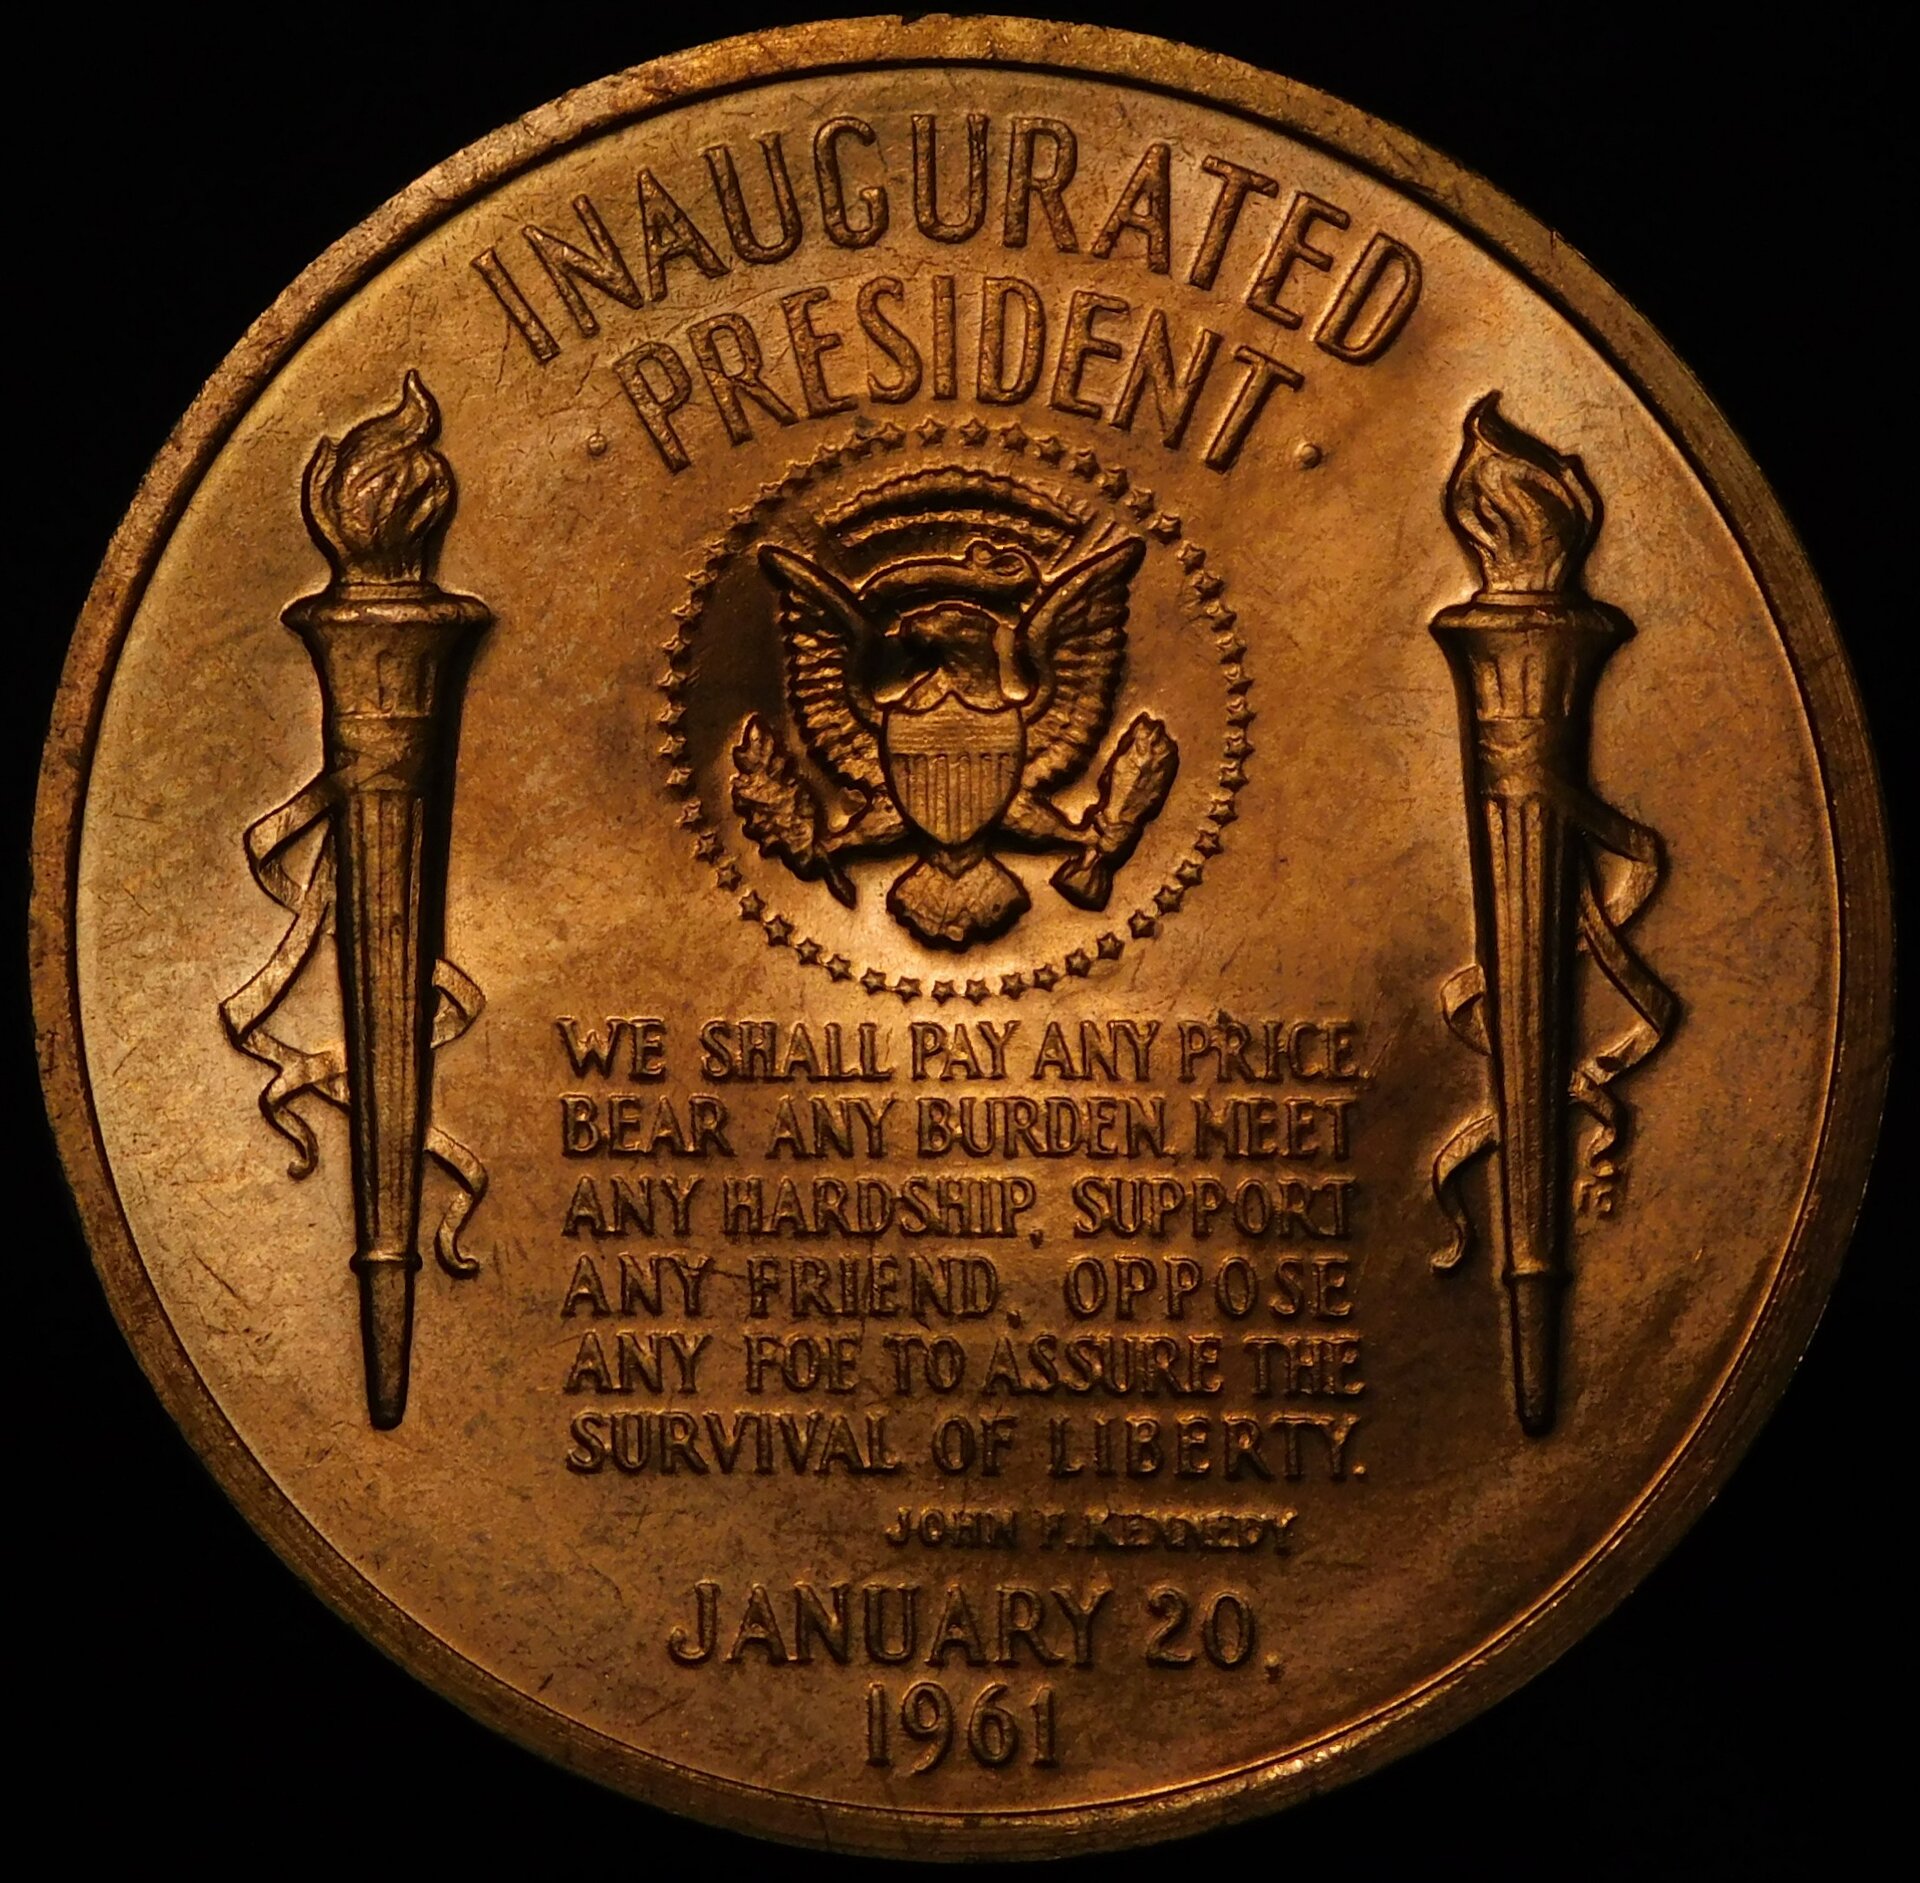 INAUGURATED
· PRESIDENT ·
WE SHALL PAY ANY PRICE,
BEAR ANY BURDEN, MEET
ANY HARDSHIP, SUPPORT
ANY FRIEND, OPPOSE
ANY FOE TO ASSURE THE
SURVIVAL OF LIBERTY.
JOHN F. KENNEDY
JANUARY 20,
1961